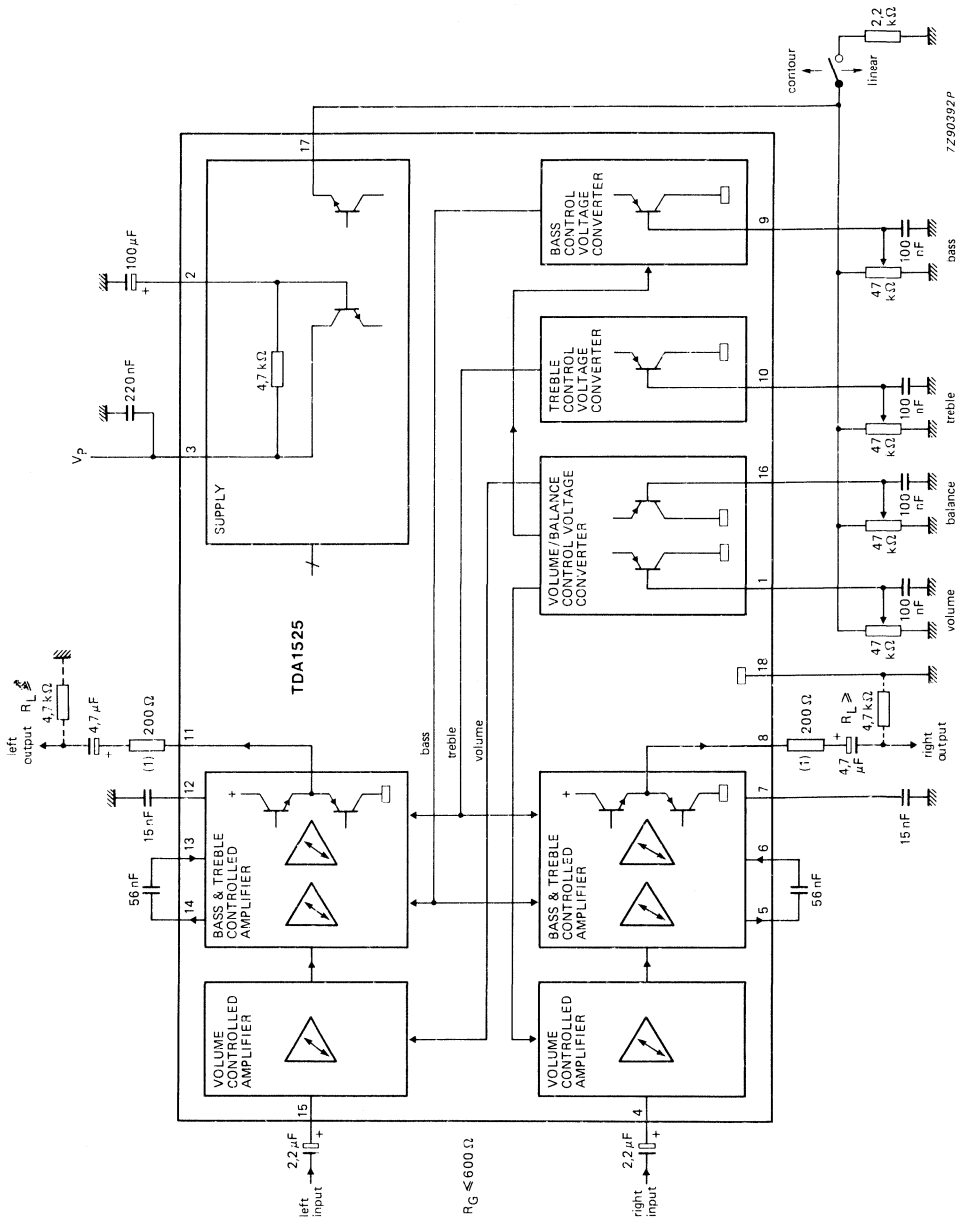 left
output
R_L ⩾
4,7 kΩ
4,7 μF
200 Ω
(1)
11
15 nF
12
56 nF
13
14
V_P
220 nF
3
100 μF
+
2
17
contour
linear
2,2
kΩ
TDA1525
SUPPLY
4,7 kΩ
VOLUME
CONTROLLED
AMPLIFIER
BASS & TREBLE
CONTROLLED
AMPLIFIER
+
bass
treble
volume
VOLUME/BALANCE
CONTROL VOLTAGE
CONVERTER
TREBLE
CONTROL
VOLTAGE
CONVERTER
BASS
CONTROL
VOLTAGE
CONVERTER
left
input
2,2 μF
+
15
R_G ⩽ 600 Ω
right
input
2,2 μF
+
4
VOLUME
CONTROLLED
AMPLIFIER
BASS & TREBLE
CONTROLLED
AMPLIFIER
+
5
6
56 nF
7
15 nF
8
200 Ω
(1)
4,7
μF
+
R_L ⩾
4,7 kΩ
right
output
18
1
47
kΩ
100
nF
volume
16
47
kΩ
100
nF
balance
10
47
kΩ
100
nF
treble
9
47
kΩ
100
nF
bass
7Z90392P